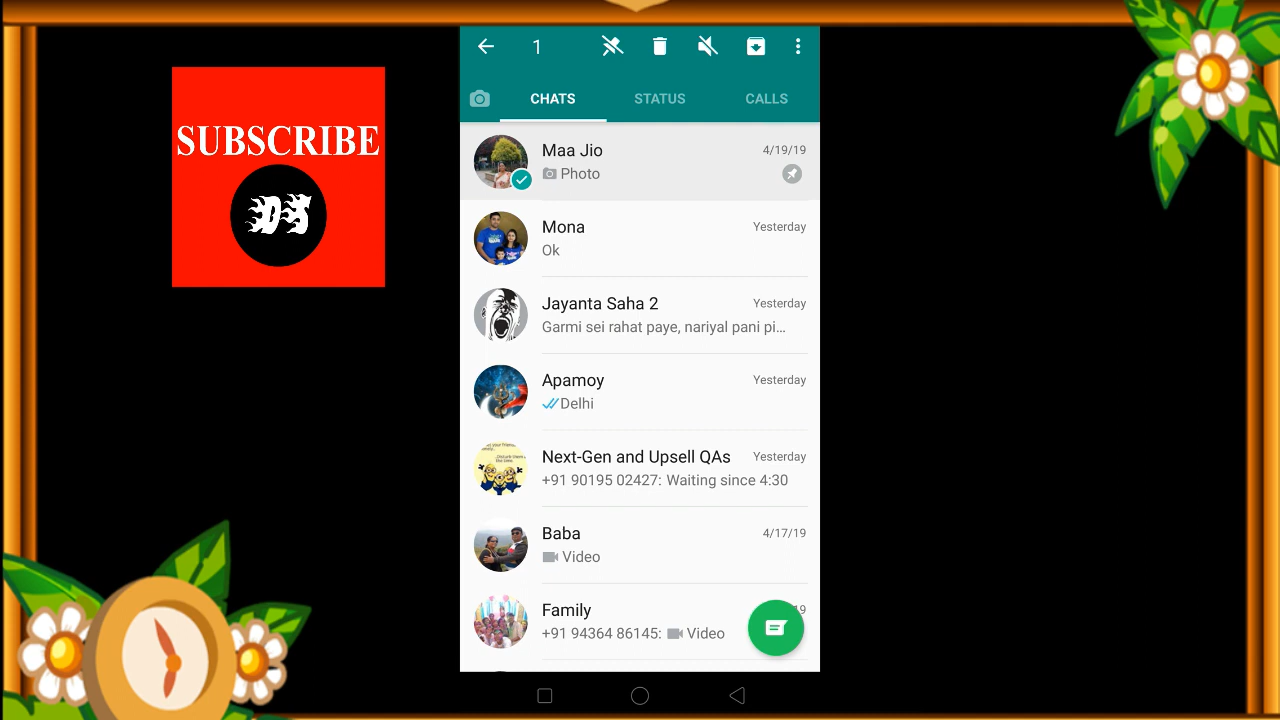 SUBSCRIBE
DS
1
CHATS STATUS CALLS
Maa Jio 4/19/19
Photo
Mona Yesterday
Ok
Jayanta Saha 2 Yesterday
Garmi sei rahat paye, nariyal pani pi...
Apamoy Yesterday
Delhi
Next-Gen and Upsell QAs Yesterday
+91 90195 02427: Waiting since 4:30
Baba 4/17/19
Video
Family 19
+91 94364 86145: Video